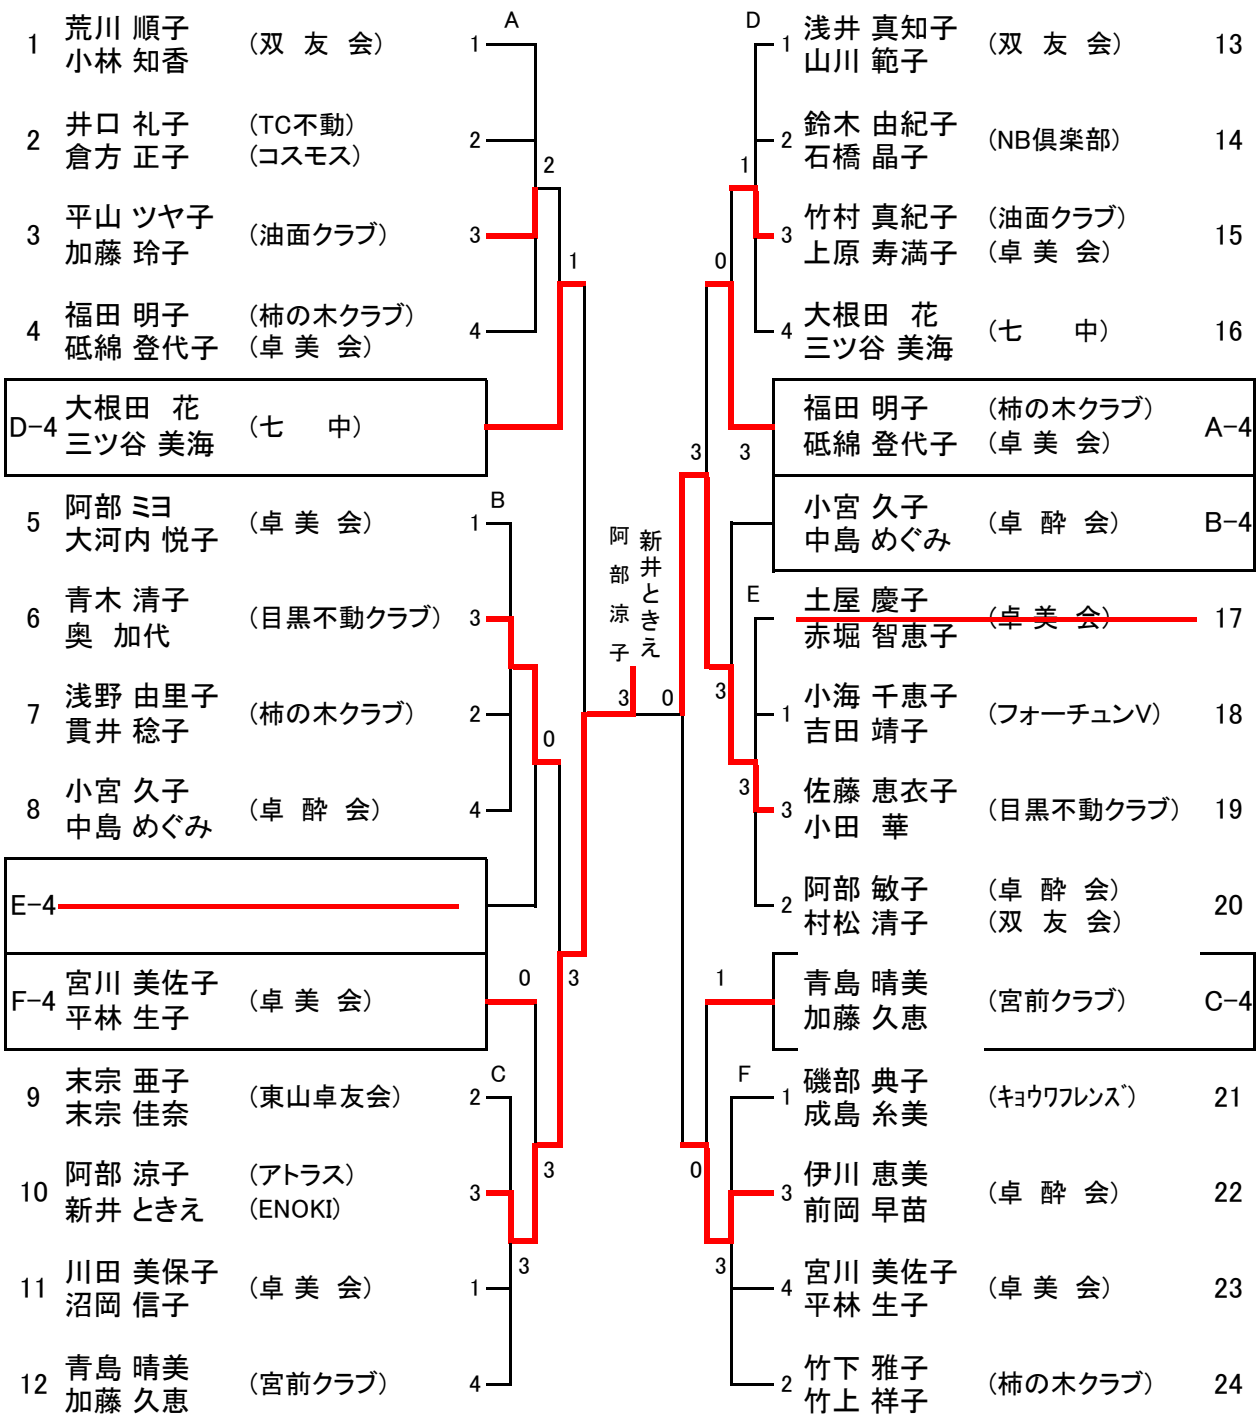 A
1 荒川 順子 (双 友 会) 1
小林 知香
2 井口 礼子 (TC不動) 2
倉方 正子 (コスモス)
2
3 平山 ツヤ子 (油面クラブ) 3
加藤 玲子
1
4 福田 明子 (柿の木クラブ) 4
砥綿 登代子 (卓 美 会)
D-4 大根田 花 (七 中)
三ツ谷 美海
B
5 阿部 ミヨ (卓 美 会) 1
大河内 悦子
6 青木 清子 (目黒不動クラブ) 3
奥 加代
7 浅野 由里子 (柿の木クラブ) 2
貫井 稔子
0
8 小宮 久子 (卓 酔 会) 4
中島 めぐみ
E-4
F-4 宮川 美佐子 (卓 美 会) 0 3
平林 生子
C
9 末宗 亜子 (東山卓友会) 2
末宗 佳奈
3
10 阿部 涼子 (アトラス) 3
新井 ときえ (ENOKI)
3
11 川田 美保子 (卓 美 会) 1
沼岡 信子
12 青島 晴美 (宮前クラブ) 4
加藤 久恵
新井ときえ
阿部涼子
3 0
D
1 浅井 真知子 (双 友 会) 13
山川 範子
2 鈴木 由紀子 (NB倶楽部) 14
石橋 晶子
1
3 竹村 真紀子 (油面クラブ) 15
上原 寿満子 (卓 美 会)
0
4 大根田 花 (七 中) 16
三ツ谷 美海
福田 明子 (柿の木クラブ) A-4
砥綿 登代子 (卓 美 会)
3 3
小宮 久子 (卓 酔 会) B-4
中島 めぐみ
E
土屋 慶子 (卓 美 会) 17
赤堀 智恵子
3
1 小海 千恵子 (フォーチュンV) 18
吉田 靖子
3
3 佐藤 恵衣子 (目黒不動クラブ) 19
小田 華
2 阿部 敏子 (卓 酔 会) 20
村松 清子 (双 友 会)
1
青島 晴美 (宮前クラブ) C-4
加藤 久恵
F
1 磯部 典子 (キョウワフレンズ) 21
成島 糸美
0
3 伊川 恵美 (卓 酔 会) 22
前岡 早苗
3
4 宮川 美佐子 (卓 美 会) 23
平林 生子
2 竹下 雅子 (柿の木クラブ) 24
竹上 祥子